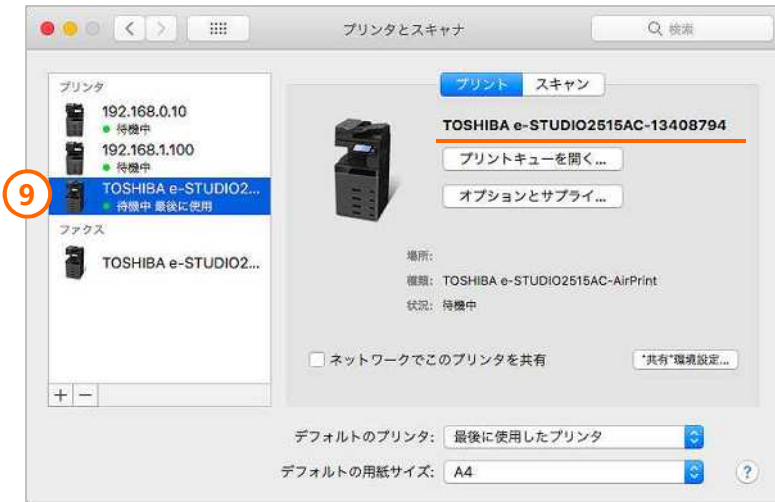 プリンタとスキャナ
検索
プリンタ
192.168.0.10
待機中
192.168.1.100
待機中
9
TOSHIBA e-STUDIO2...
待機中 最後に使用
ファクス
TOSHIBA e-STUDIO2...
+ −
プリント スキャン
TOSHIBA e-STUDIO2515AC-13408794
プリントキューを開く...
オプションとサプライ...
場所:
種類: TOSHIBA e-STUDIO2515AC-AirPrint
状況: 待機中
ネットワークでこのプリンタを共有
"共有"環境設定...
デフォルトのプリンタ: 最後に使用したプリンタ
デフォルトの用紙サイズ: A4
?